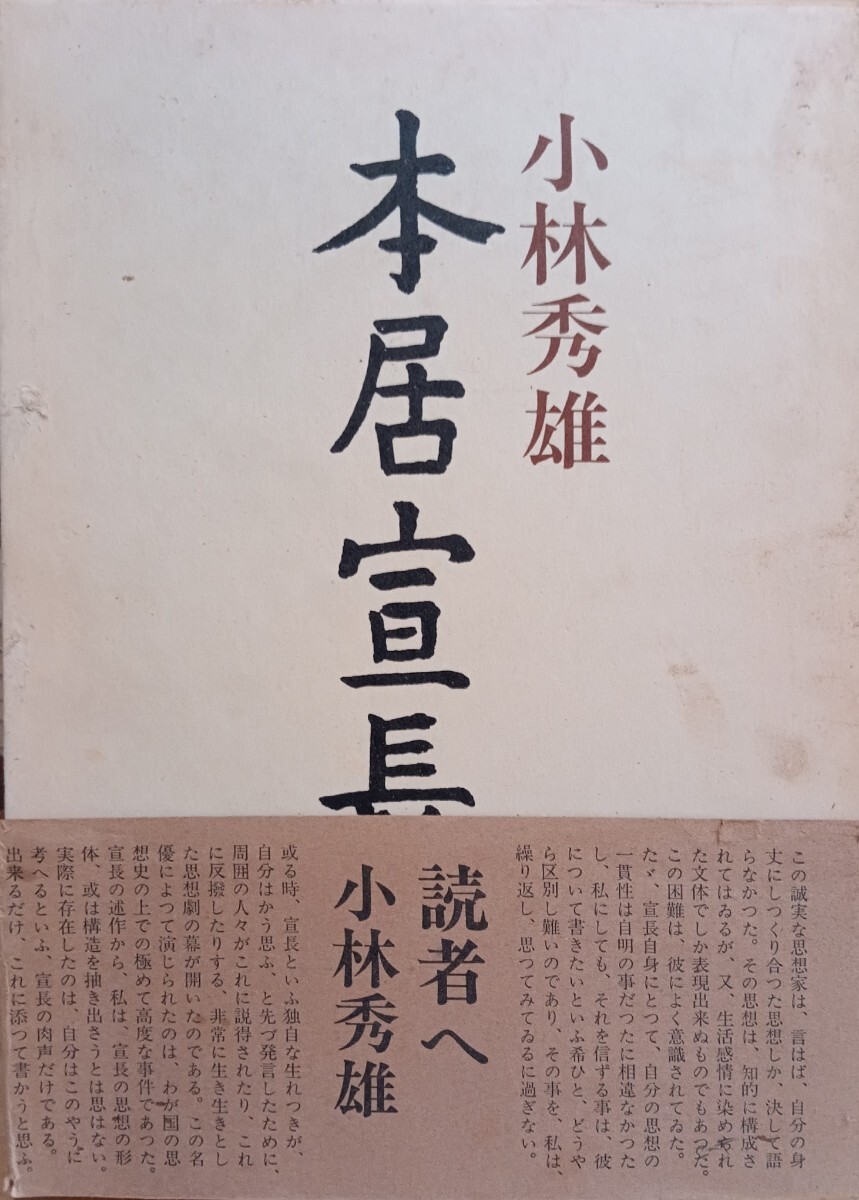 小林秀雄
本居宣長
この誠実な思想家は、言はば、自分の身
丈にしつくり合つた思想しか、決して語
らなかつた。その思想は、知的に構成さ
れてはゐるが、又、生活感情に染められ
た文体でしか表現出来ぬものでもあつた。
この困難は、彼によく意識されてゐた。
たゞ、宣長自身にとつて、自分の思想の
一貫性は自明の事だつたに相違なかつた
し、私にしても、それを信ずる事は、彼
について書きたいといふ希ひと、どうや
ら区別し難いのであり、その事を、私は、
繰り返し、思つてみてゐるに過ぎない。
読者へ
小林秀雄
或る時、宣長といふ独自な生れつきが、
自分はかう思ふ、と先づ発言したために、
周囲の人々がこれに説得されたり、これ
に反撥したりする、非常に生き生きとし
た思想劇の幕が開いたのである。この名
優によつて演じられたのは、わが国の思
想史の上での極めて高度な事件であつた。
宣長の述作から、私は、宣長の思想の形
体、或は構造を抽き出さうとは思はない。
実際に存在したのは、自分はこのやうに
考へるといふ、宣長の肉声だけである。
出来るだけ、これに添つて書かうと思ふ。